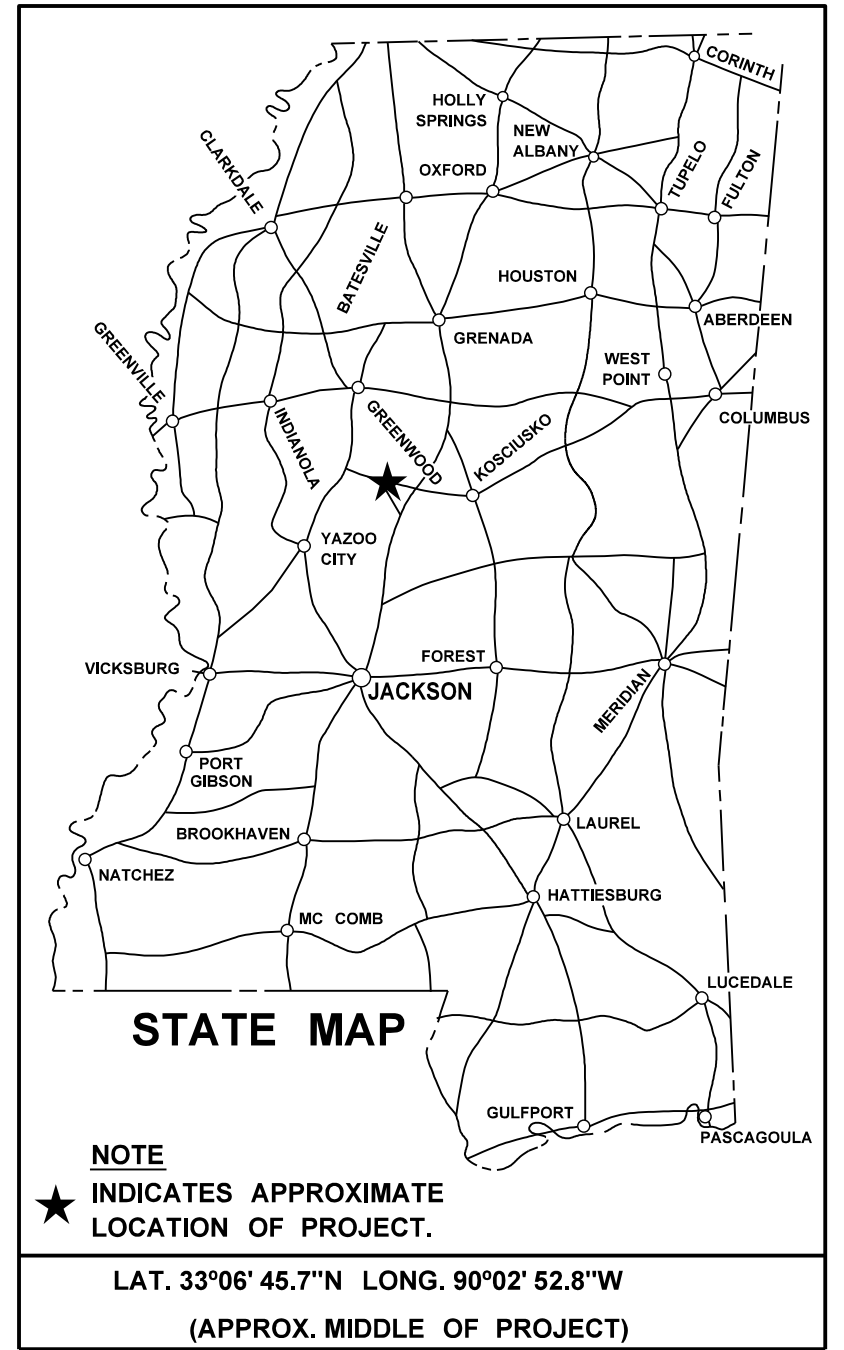 CORINTH
HOLLY
SPRINGS
NEW
ALBANY
CLARKDALE
OXFORD
TUPELO
FULTON
BATESVILLE
HOUSTON
ABERDEEN
GREENVILLE
GRENADA
WEST
POINT
COLUMBUS
INDIANOLA
GREENWOOD
KOSCIUSKO
YAZOO
CITY
VICKSBURG
FOREST
JACKSON
MERIDIAN
PORT
GIBSON
BROOKHAVEN
LAUREL
NATCHEZ
HATTIESBURG
MC COMB
LUCEDALE
STATE MAP
GULFPORT
PASCAGOULA
NOTE
INDICATES APPROXIMATE
LOCATION OF PROJECT.
LAT. 33º06' 45.7"N LONG. 90º02' 52.8"W
(APPROX. MIDDLE OF PROJECT)